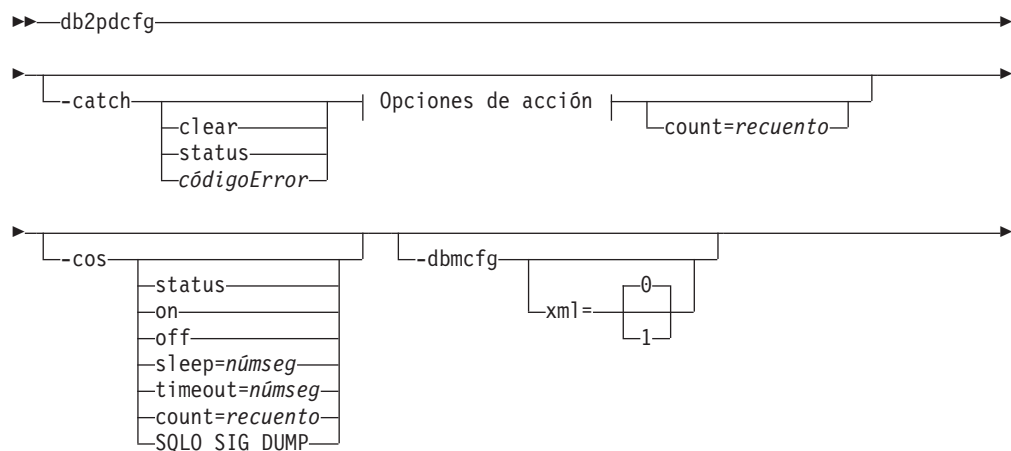 db2pdcfg
-catch Opciones de acción
clear count=recuento
status
códigoError
-cos -dbmcfg
status 0
on xml=
off 1
sleep=númseg
timeout=númseg
count=recuento
SQLO SIG DUMP